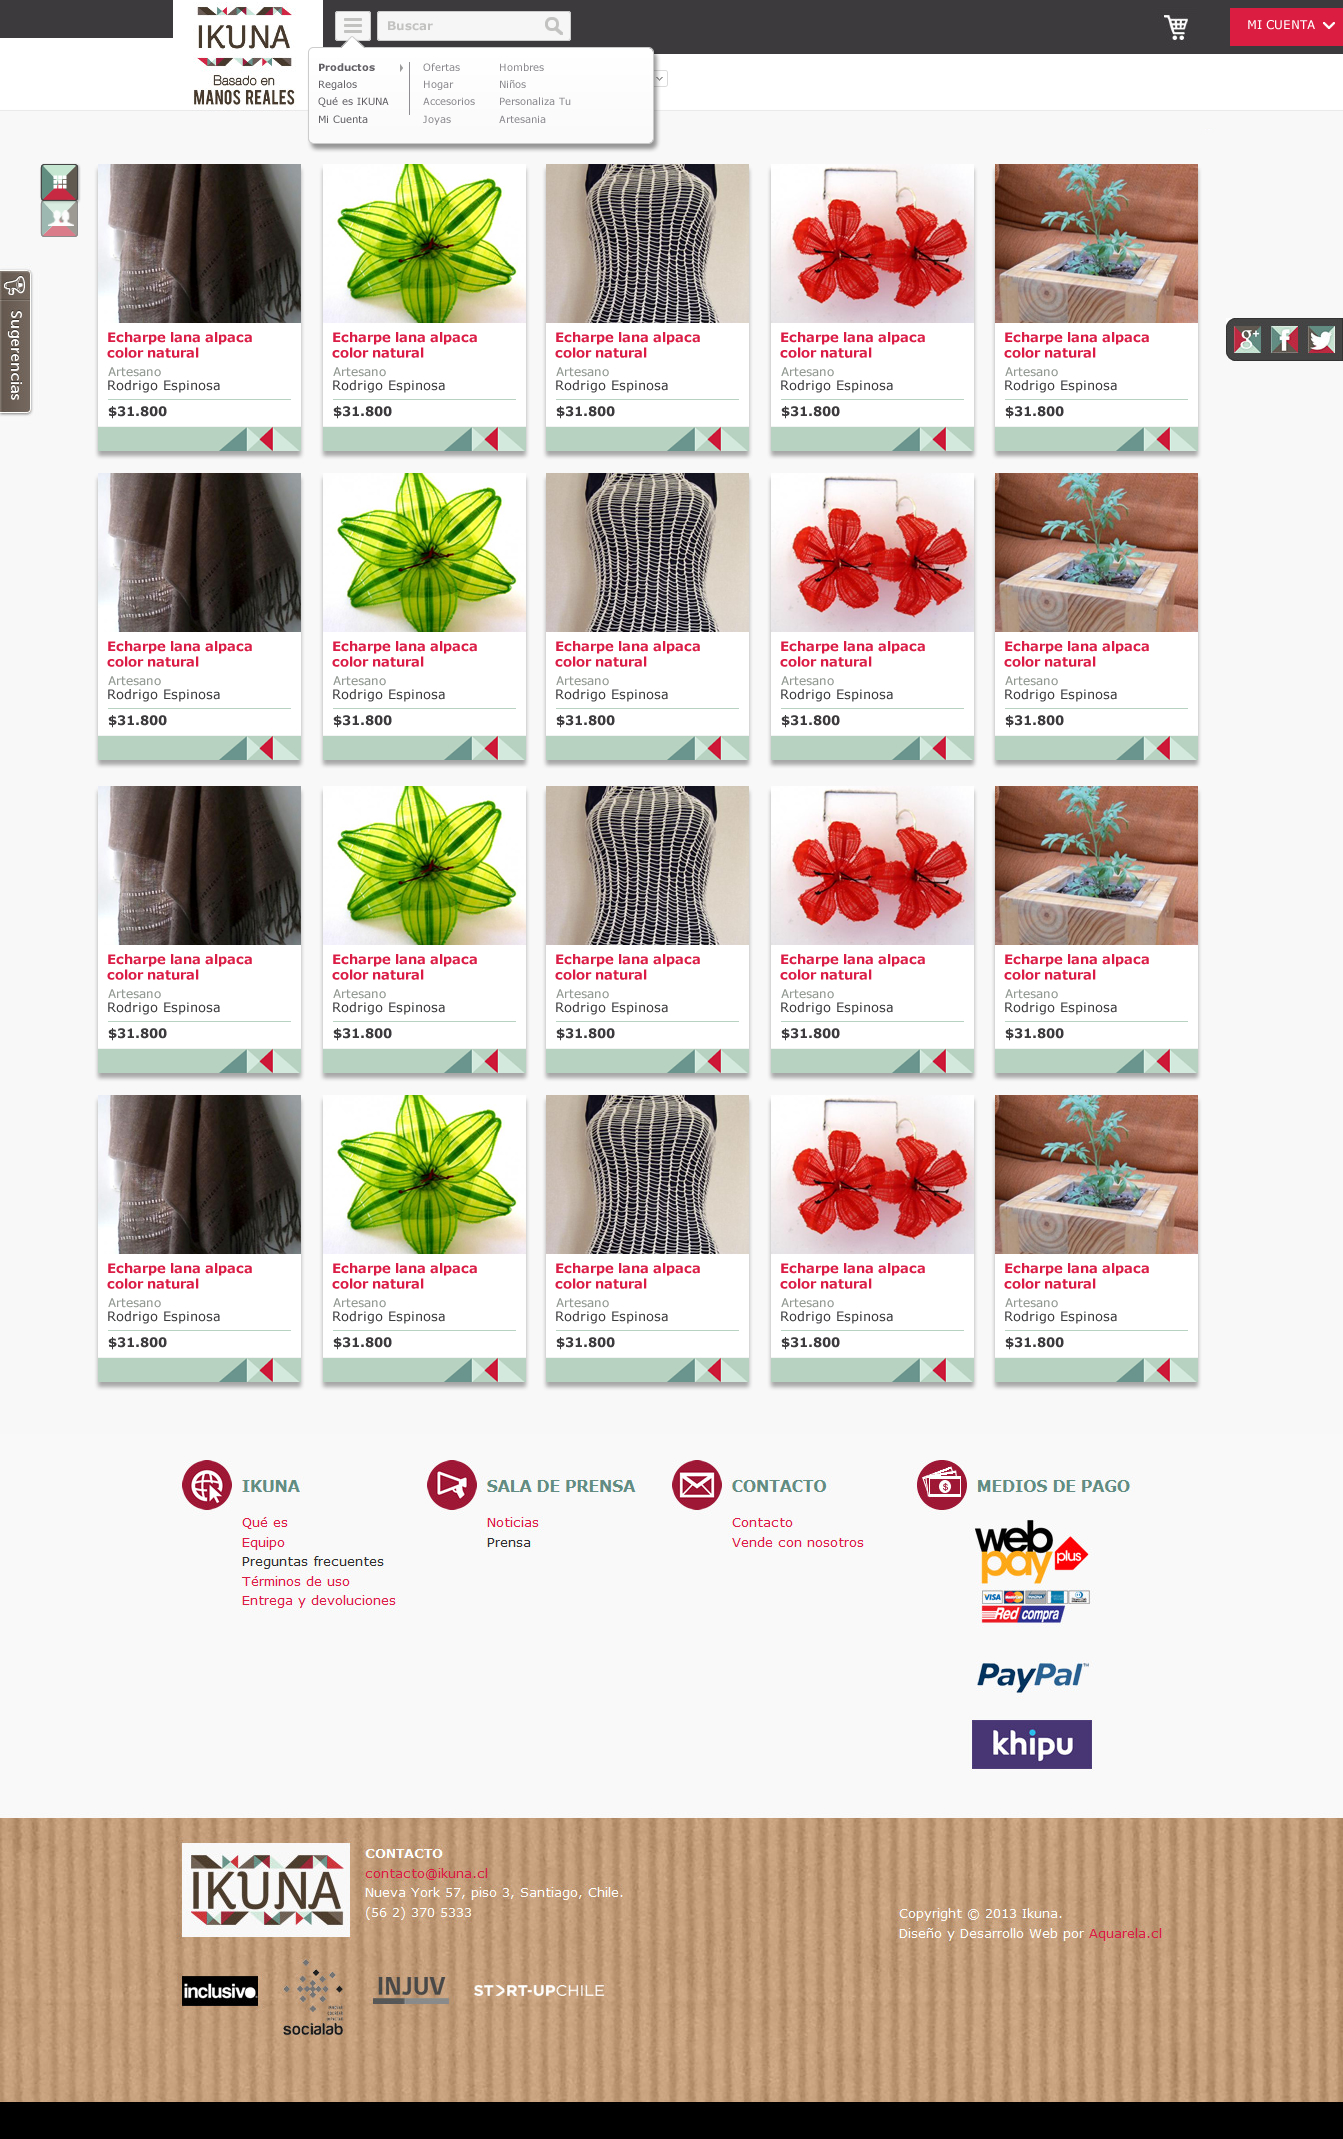 IKUNA
Basado en
MANOS REALES
Buscar
MI CUENTA
Productos
Regalos
Qué es IKUNA
Mi Cuenta
Ofertas
Hogar
Accesorios
Joyas
Hombres
Niños
Personaliza Tu
Artesania
Sugerencias
g+ f
Echarpe lana alpaca
color natural
Artesano
Rodrigo Espinosa
$31.800
Echarpe lana alpaca
color natural
Artesano
Rodrigo Espinosa
$31.800
Echarpe lana alpaca
color natural
Artesano
Rodrigo Espinosa
$31.800
Echarpe lana alpaca
color natural
Artesano
Rodrigo Espinosa
$31.800
Echarpe lana alpaca
color natural
Artesano
Rodrigo Espinosa
$31.800
Echarpe lana alpaca
color natural
Artesano
Rodrigo Espinosa
$31.800
Echarpe lana alpaca
color natural
Artesano
Rodrigo Espinosa
$31.800
Echarpe lana alpaca
color natural
Artesano
Rodrigo Espinosa
$31.800
Echarpe lana alpaca
color natural
Artesano
Rodrigo Espinosa
$31.800
Echarpe lana alpaca
color natural
Artesano
Rodrigo Espinosa
$31.800
Echarpe lana alpaca
color natural
Artesano
Rodrigo Espinosa
$31.800
Echarpe lana alpaca
color natural
Artesano
Rodrigo Espinosa
$31.800
Echarpe lana alpaca
color natural
Artesano
Rodrigo Espinosa
$31.800
Echarpe lana alpaca
color natural
Artesano
Rodrigo Espinosa
$31.800
Echarpe lana alpaca
color natural
Artesano
Rodrigo Espinosa
$31.800
Echarpe lana alpaca
color natural
Artesano
Rodrigo Espinosa
$31.800
Echarpe lana alpaca
color natural
Artesano
Rodrigo Espinosa
$31.800
Echarpe lana alpaca
color natural
Artesano
Rodrigo Espinosa
$31.800
Echarpe lana alpaca
color natural
Artesano
Rodrigo Espinosa
$31.800
Echarpe lana alpaca
color natural
Artesano
Rodrigo Espinosa
$31.800
IKUNA
Qué es
Equipo
Preguntas frecuentes
Términos de uso
Entrega y devoluciones
SALA DE PRENSA
Noticias
Prensa
CONTACTO
Contacto
Vende con nosotros
$
MEDIOS DE PAGO
web
pay plus
VISA
Red compra
PayPal™
khipu
IKUNA
CONTACTO
contacto@ikuna.cl
Nueva York 57, piso 3, Santiago, Chile.
(56 2) 370 5333
Copyright © 2013 Ikuna.
Diseño y Desarrollo Web por Aquarela.cl
inclusivo.
socialab
INJUV
START-UPCHILE